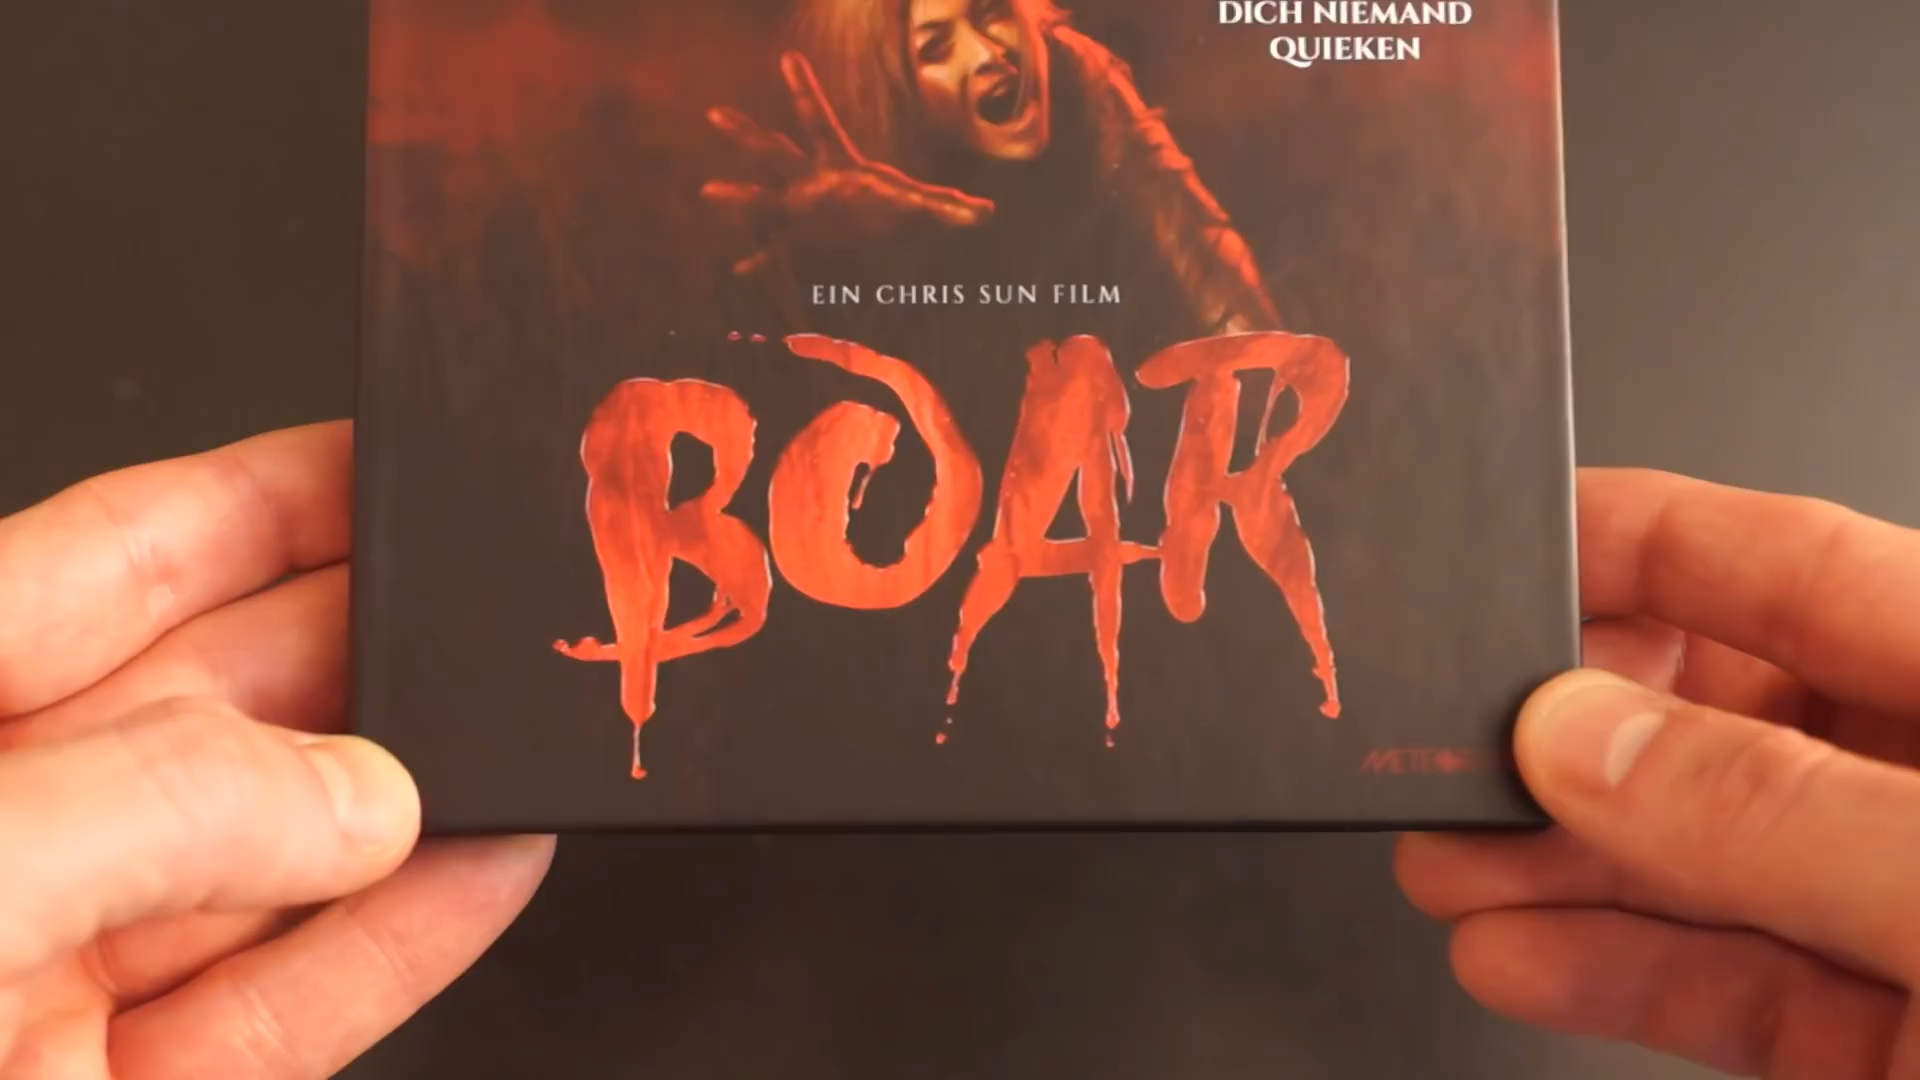 DICH NIEMAND
QUIEKEN
EIN CHRIS SUN FILM
BOAR